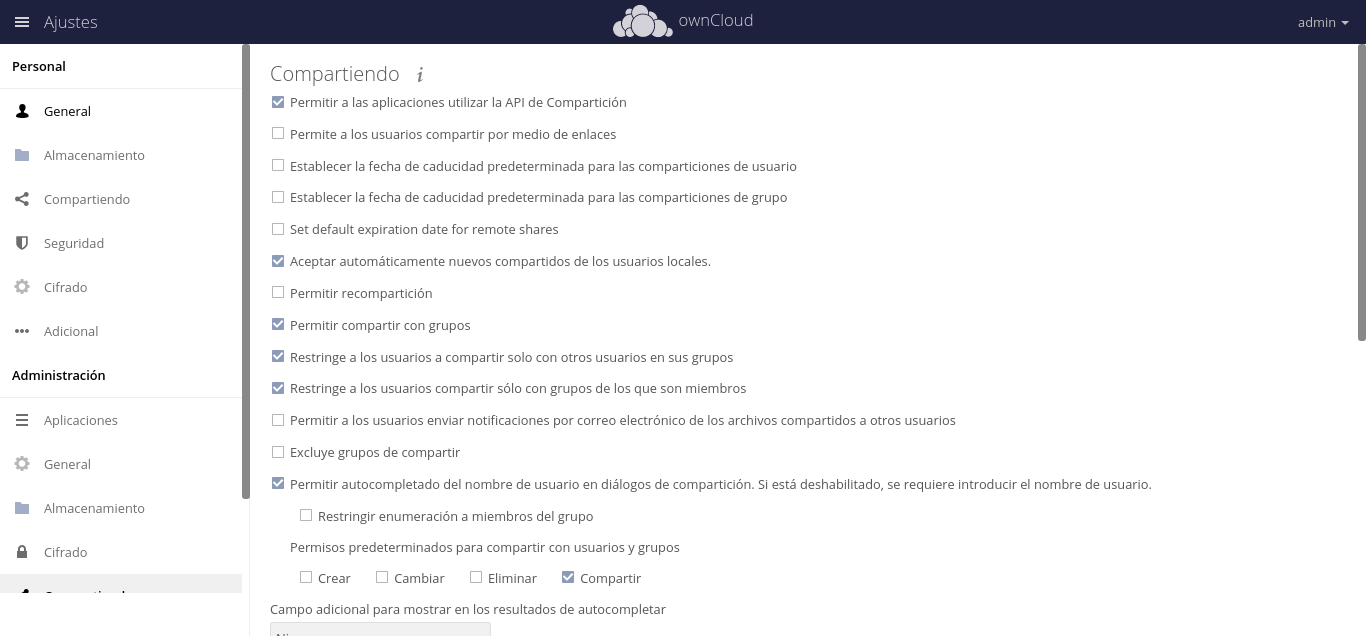 Ajustes
ownCloud
admin
Personal
General
Almacenamiento
Compartiendo
Seguridad
Cifrado
Adicional
Administración
Aplicaciones
General
Almacenamiento
Cifrado
Compartiendo i
Permitir a las aplicaciones utilizar la API de Compartición
Permite a los usuarios compartir por medio de enlaces
Establecer la fecha de caducidad predeterminada para las comparticiones de usuario
Establecer la fecha de caducidad predeterminada para las comparticiones de grupo
Set default expiration date for remote shares
Aceptar automáticamente nuevos compartidos de los usuarios locales.
Permitir recompartición
Permitir compartir con grupos
Restringe a los usuarios a compartir solo con otros usuarios en sus grupos
Restringe a los usuarios compartir sólo con grupos de los que son miembros
Permitir a los usuarios enviar notificaciones por correo electrónico de los archivos compartidos a otros usuarios
Excluye grupos de compartir
Permitir autocompletado del nombre de usuario en diálogos de compartición. Si está deshabilitado, se requiere introducir el nombre de usuario.
Restringir enumeración a miembros del grupo
Permisos predeterminados para compartir con usuarios y grupos
Crear Cambiar Eliminar Compartir
Campo adicional para mostrar en los resultados de autocompletar